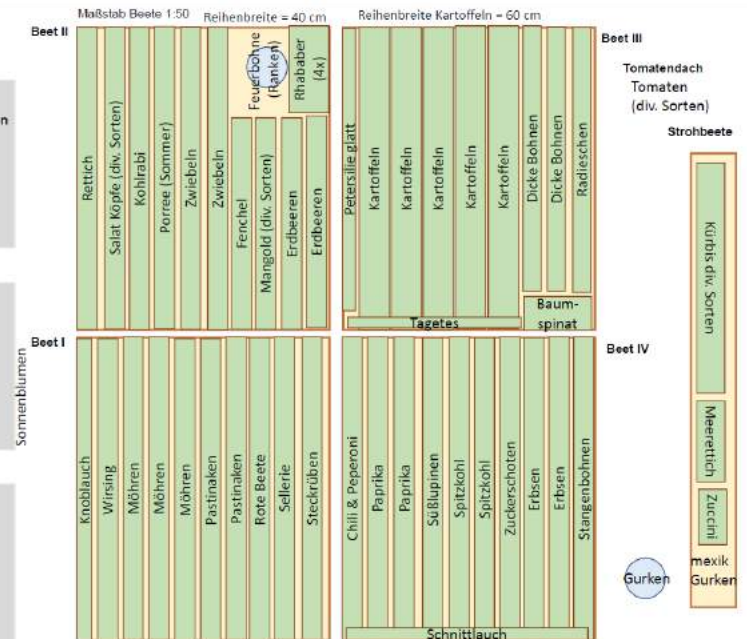 Maßstab Beete 1:50
Reihenbreite = 40 cm
Reihenbreite Kartoffeln = 60 cm
Beet II
Rettich
Salat Köpfe (div. Sorten)
Kohlrabi
Porree (Sommer)
Zwiebeln
Zwiebeln
Feuerbohne
(Ranken)
Rhababer
(4x)
Fenchel
Mangold (div. Sorten)
Erdbeeren
Erdbeeren
Petersilie glatt
Kartoffeln
Kartoffeln
Kartoffeln
Kartoffeln
Kartoffeln
Dicke Bohnen
Dicke Bohnen
Radieschen
Tagetes
Baum-
spinat
Beet III
Tomatendach
Tomaten
(div. Sorten)
Strohbeete
Kürbis div. Sorten
Meerettich
Zuccini
mexik
Gurken
Gurken
Beet I
Sonnenblumen
Knoblauch
Wirsing
Möhren
Möhren
Möhren
Pastinaken
Pastinaken
Rote Beete
Sellerie
Steckrüben
Beet IV
Chili & Peperoni
Paprika
Paprika
Süßlupinen
Spitzkohl
Spitzkohl
Zuckerschoten
Erbsen
Erbsen
Stangenbohnen
Schnittlauch